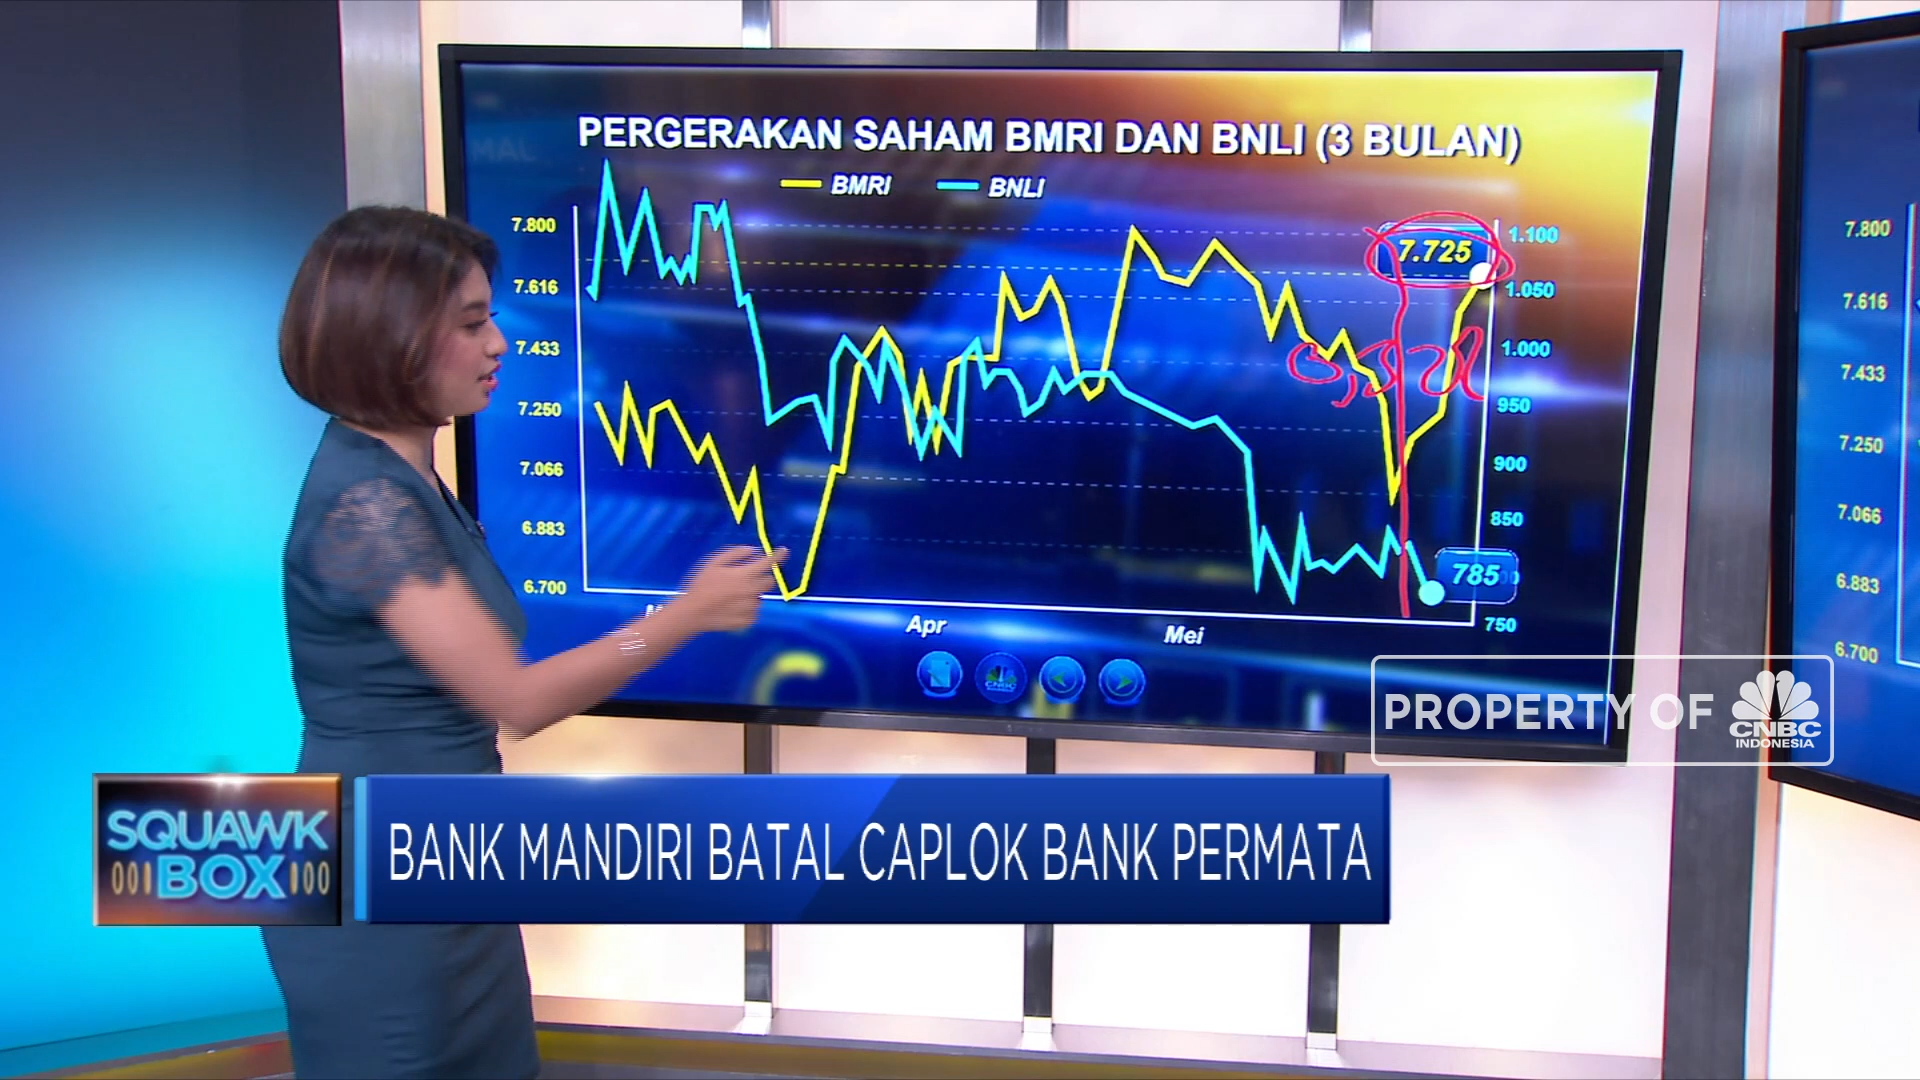 PERGERAKAN SAHAM BMRI DAN BNLI (3 BULAN)
BMRI BNLI
7.800
7.616
7.433
7.250
7.066
6.883
6.700
1.100
1.050
1.000
950
900
850
750
7.725
785
Apr
Mei
7.800
7.616
7.433
7.250
7.066
6.883
6.700
PROPERTY OF CNBC INDONESIA
SQUAWK
BOX
BANK MANDIRI BATAL CAPLOK BANK PERMATA